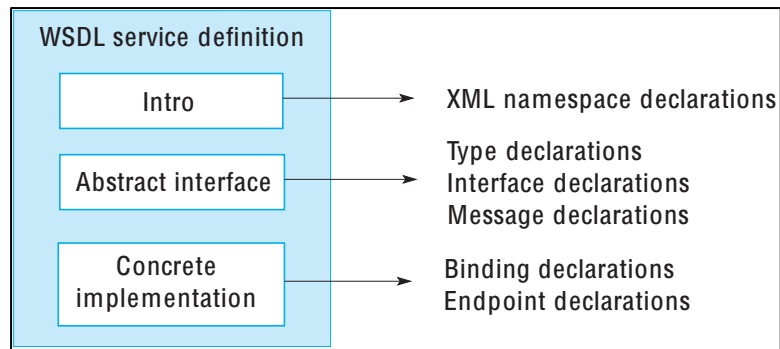 WSDL service definition
Intro
XML namespace declarations
Abstract interface
Type declarations
Interface declarations
Message declarations
Concrete
implementation
Binding declarations
Endpoint declarations